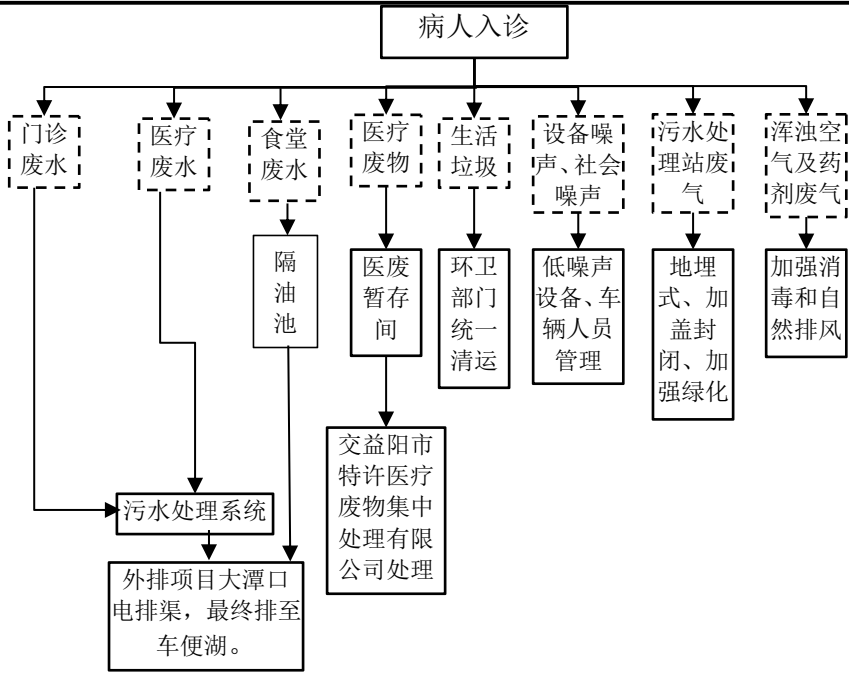 病人入诊
门诊
废水
医疗
废水
食堂
废水
医疗
废物
生活
垃圾
设备噪
声、社会
噪声
污水处
理站废
气
浑浊空
气及药
剂废气
隔
油
池
医废
暂存
间
环卫
部门
统一
清运
低噪声
设备、车
辆人员
管理
地埋
式、加
盖封
闭、加
强绿化
加强消
毒和自
然排风
交益阳市
特许医疗
废物集中
处理有限
公司处理
污水处理系统
外排项目大潭口
电排渠，最终排至
车便湖。